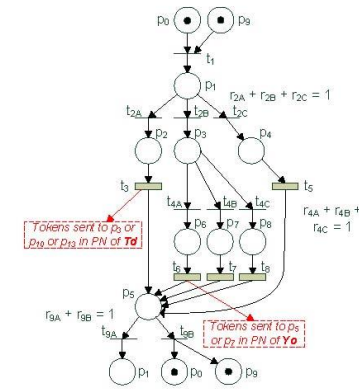 p0 p9
t1
p1
r2A + r2B + r2C = 1
t2A t2B t2C
p2 p3 p4
t3 t5
t4A t4B t4C
r4A + r4B +
r4C = 1
Tokens sent to p3 or
p10 or p13 in PN of Td
p6 p7 p8
t6 t7 t8
p5
r9A + r9B = 1
t9A t9B
Tokens sent to p5
or p7 in PN of Yo
p1 p0 p9